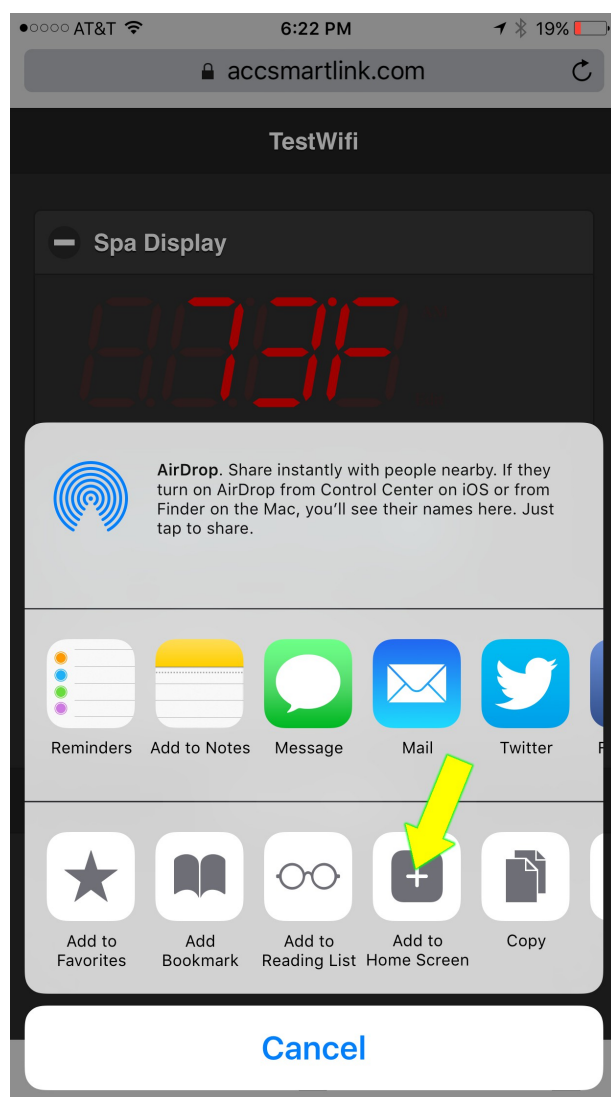 AT&T 6:22 PM 19%
accsmartlink.com
TestWifi
Spa Display
73F
AirDrop. Share instantly with people nearby. If they
turn on AirDrop from Control Center on iOS or from
Finder on the Mac, you’ll see their names here. Just
tap to share.
Reminders Add to Notes Message Mail Twitter F
Add to Add Add to Add to Copy
Favorites Bookmark Reading List Home Screen
Cancel